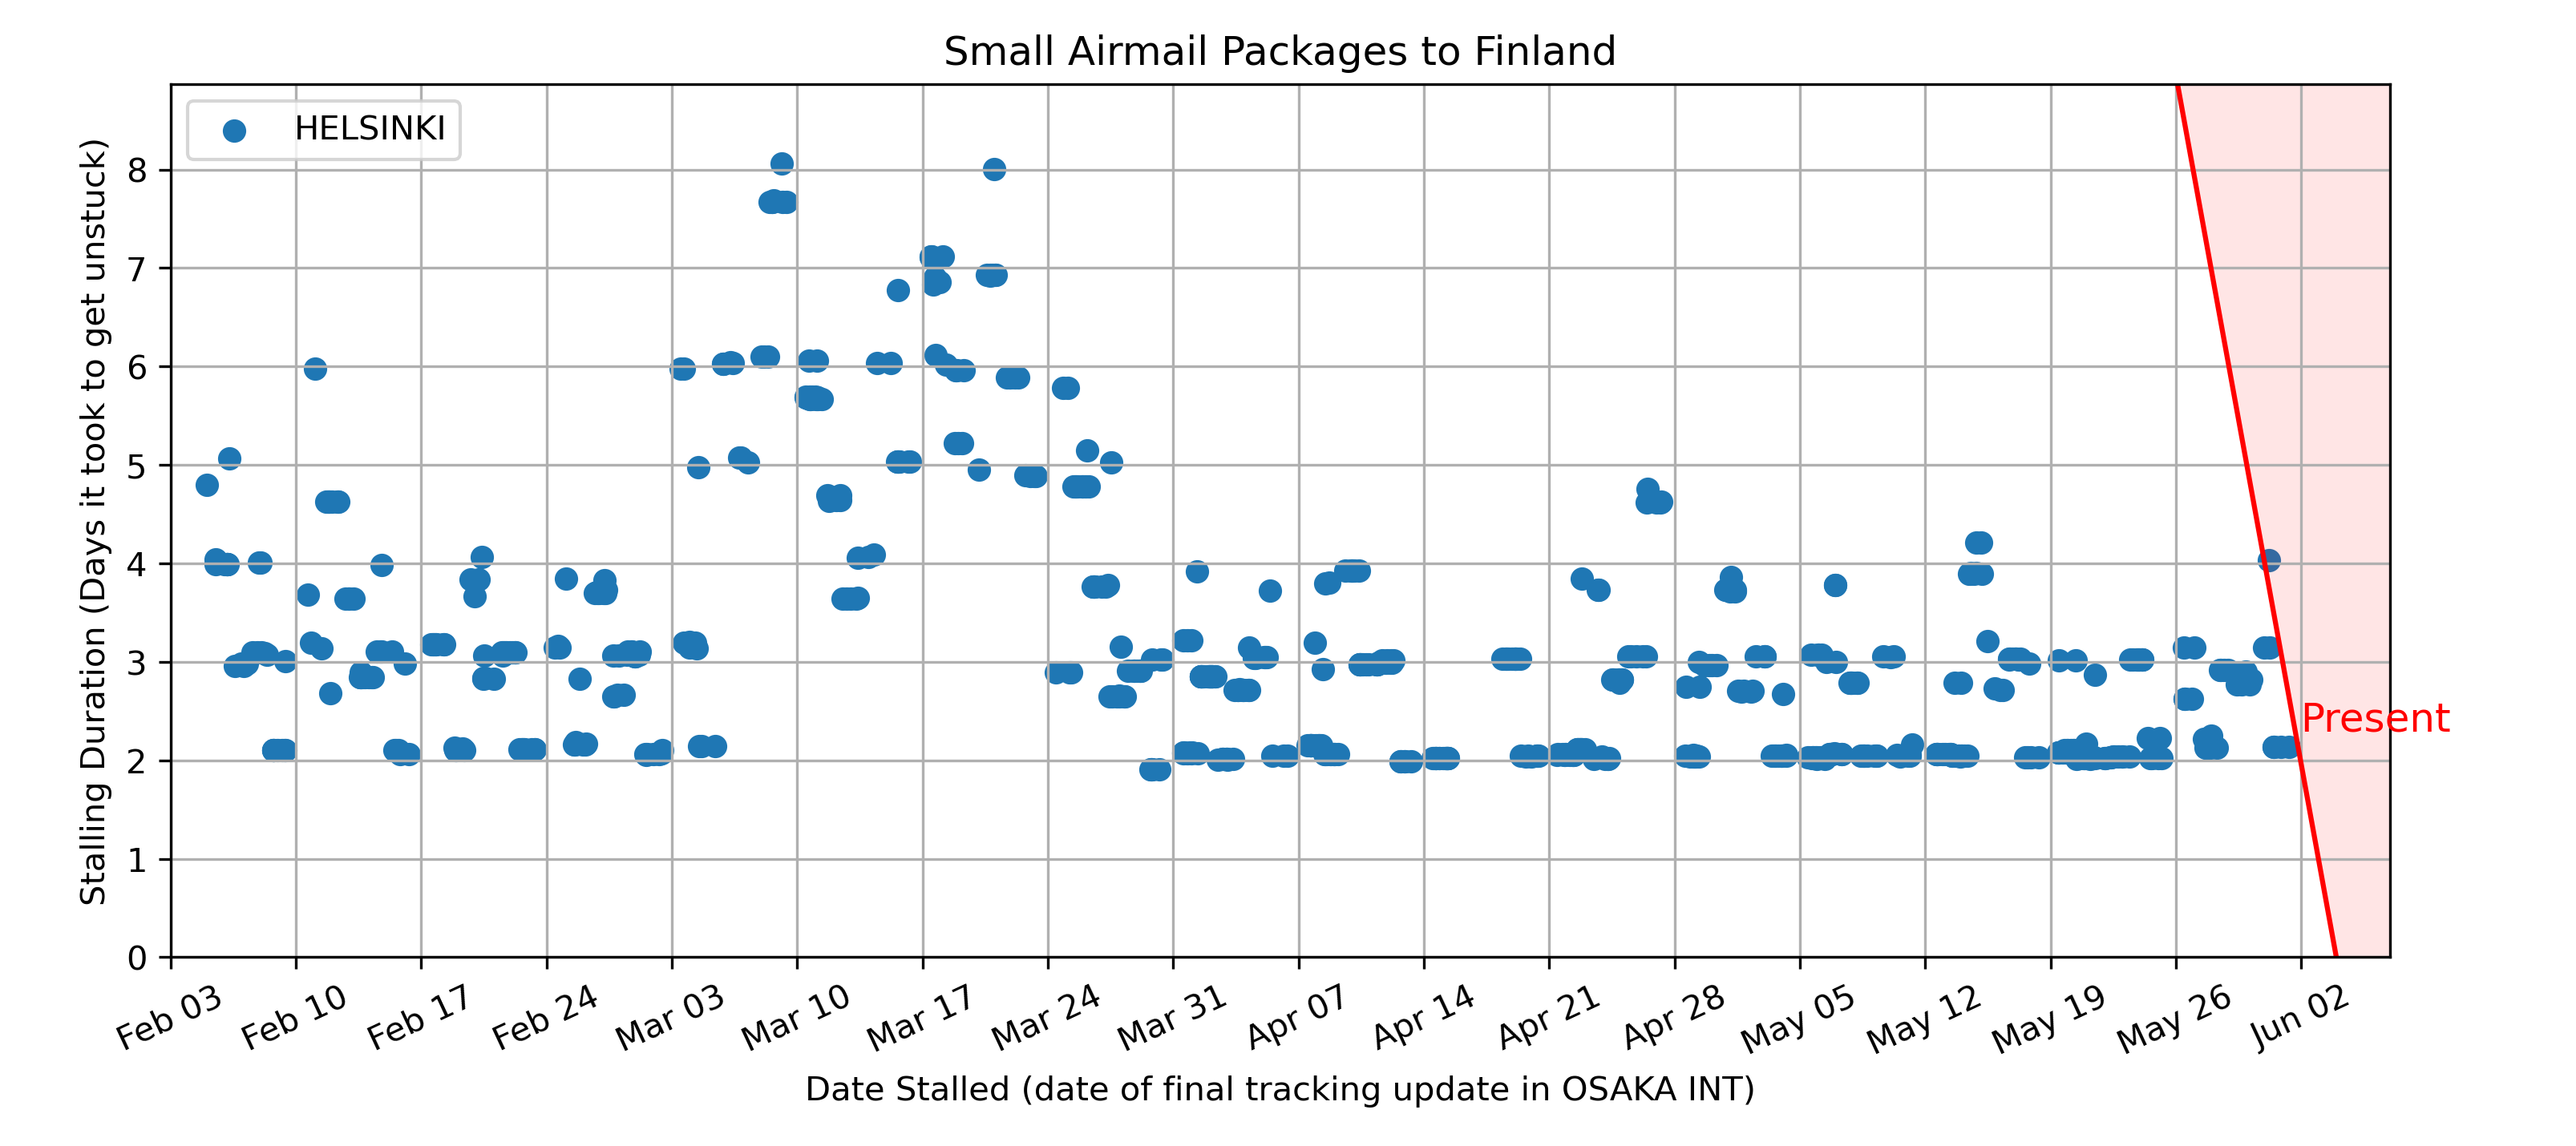 Small Airmail Packages to Finland
HELSINKI
Stalling Duration (Days it took to get unstuck)
8
7
6
5
4
3
2
1
0
Present
Feb 03
Feb 10
Feb 17
Feb 24
Mar 03
Mar 10
Mar 17
Mar 24
Mar 31
Apr 07
Apr 14
Apr 21
Apr 28
May 05
May 12
May 19
May 26
Jun 02
Date Stalled (date of final tracking update in OSAKA INT)